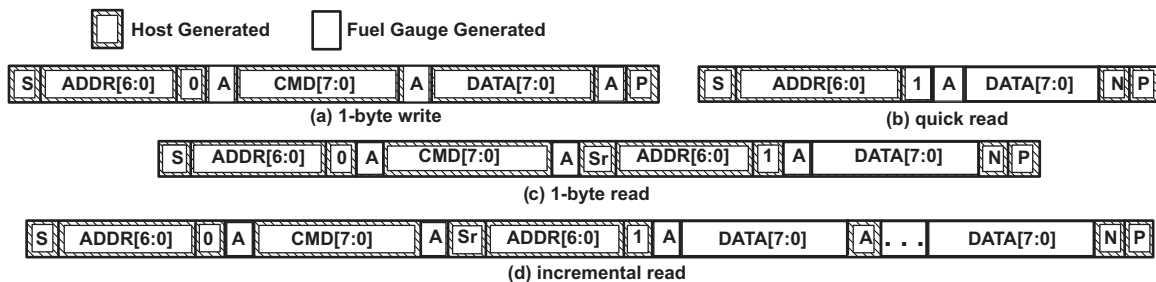 Host Generated Fuel Gauge Generated
S ADDR[6:0] 0 A CMD[7:0] A DATA[7:0] A P
(a) 1-byte write
S ADDR[6:0] 1 A DATA[7:0] N P
(b) quick read
S ADDR[6:0] 0 A CMD[7:0] A Sr ADDR[6:0] 1 A DATA[7:0] N P
(c) 1-byte read
S ADDR[6:0] 0 A CMD[7:0] A Sr ADDR[6:0] 1 A DATA[7:0] A ... DATA[7:0] N P
(d) incremental read